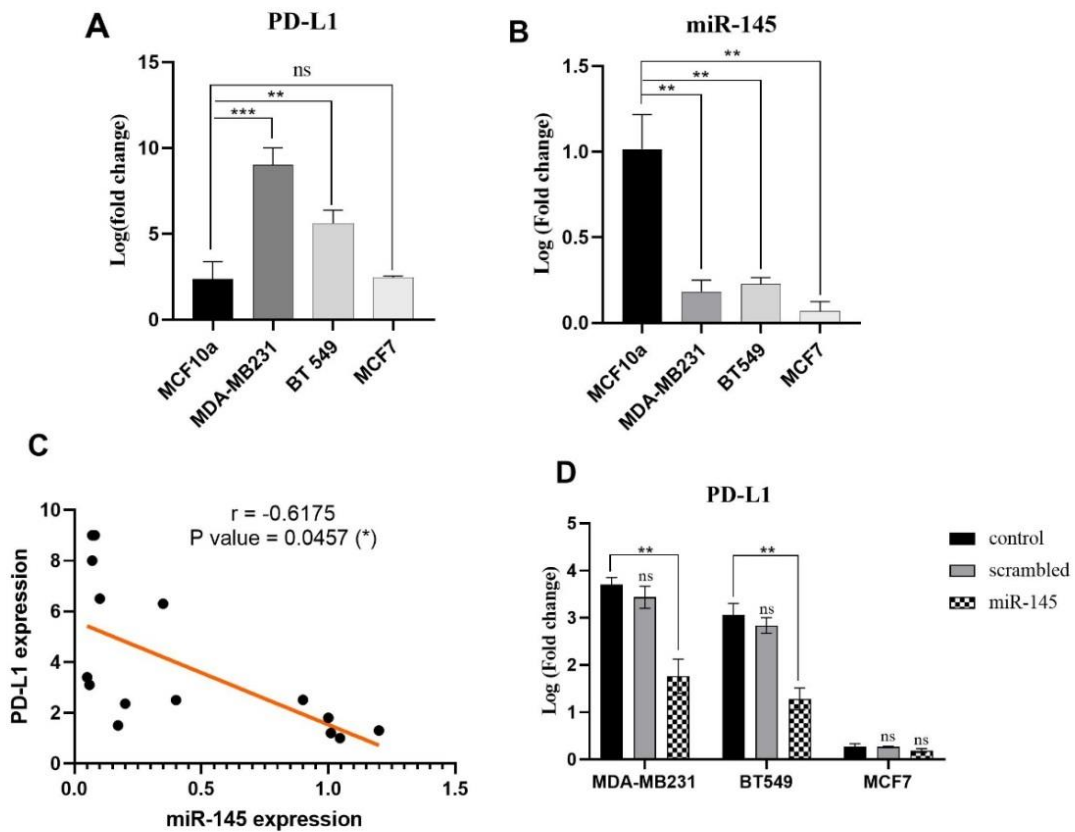 A
PD-L1
Log(fold change)
15
10
5
0
ns
**
***
MCF10a
MDA-MB231
BT 549
MCF7
B
miR-145
Log (Fold change)
1.5
1.0
0.5
0.0
**
**
**
MCF10a
MDA-MB231
BT549
MCF7
C
r = -0.6175
P value = 0.0457 (*)
PD-L1 expression
10
8
6
4
2
0
0.0
0.5
1.0
1.5
miR-145 expression
D
PD-L1
Log (Fold change)
5
4
3
2
1
0
**
ns
**
ns
ns
ns
MDA-MB231
BT549
MCF7
control
scrambled
miR-145